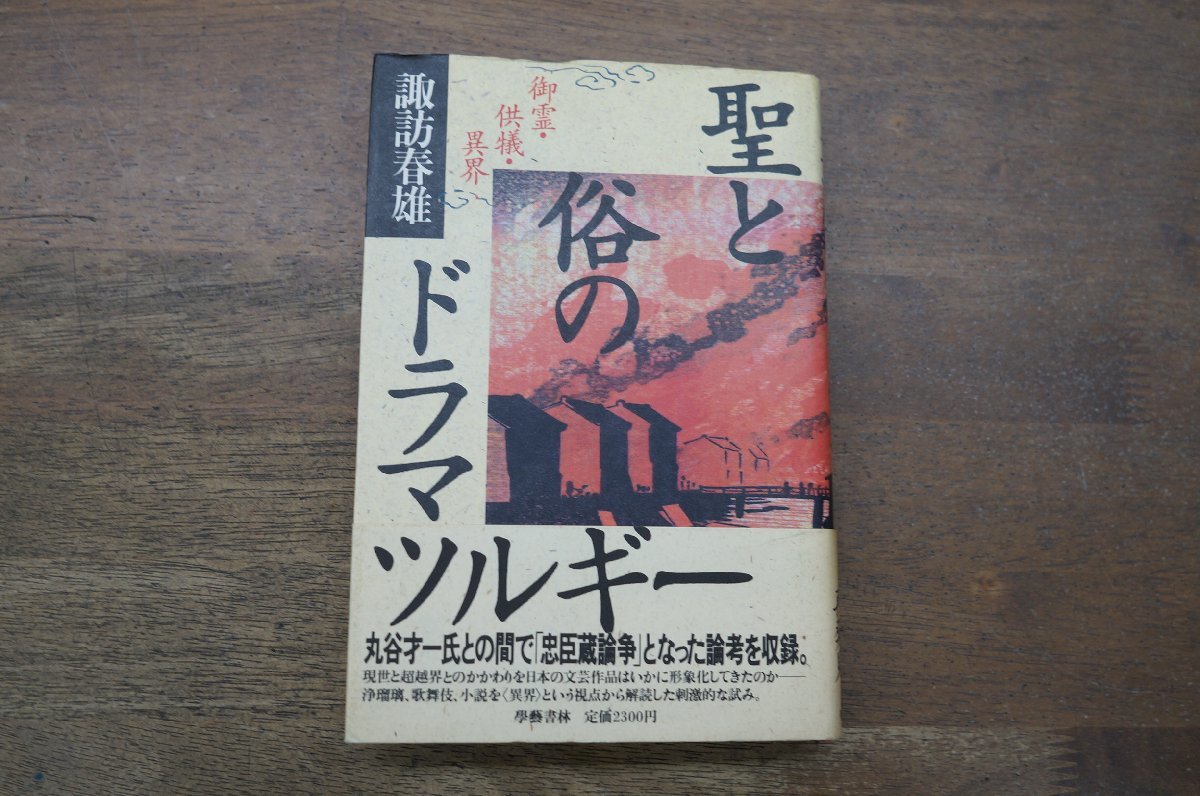 聖と
俗の
ドラマ
ツルギー
御霊・
供犠・
異界
諏訪春雄
丸谷才一氏との間で「忠臣蔵論争」となった論考を収録。
現世と超越界とのかかわりを日本の文芸作品はいかに形象化してきたのか――
浄瑠璃、歌舞伎、小説を〈異界〉という視点から解読した刺激的な試み。
學藝書林 定価2300円